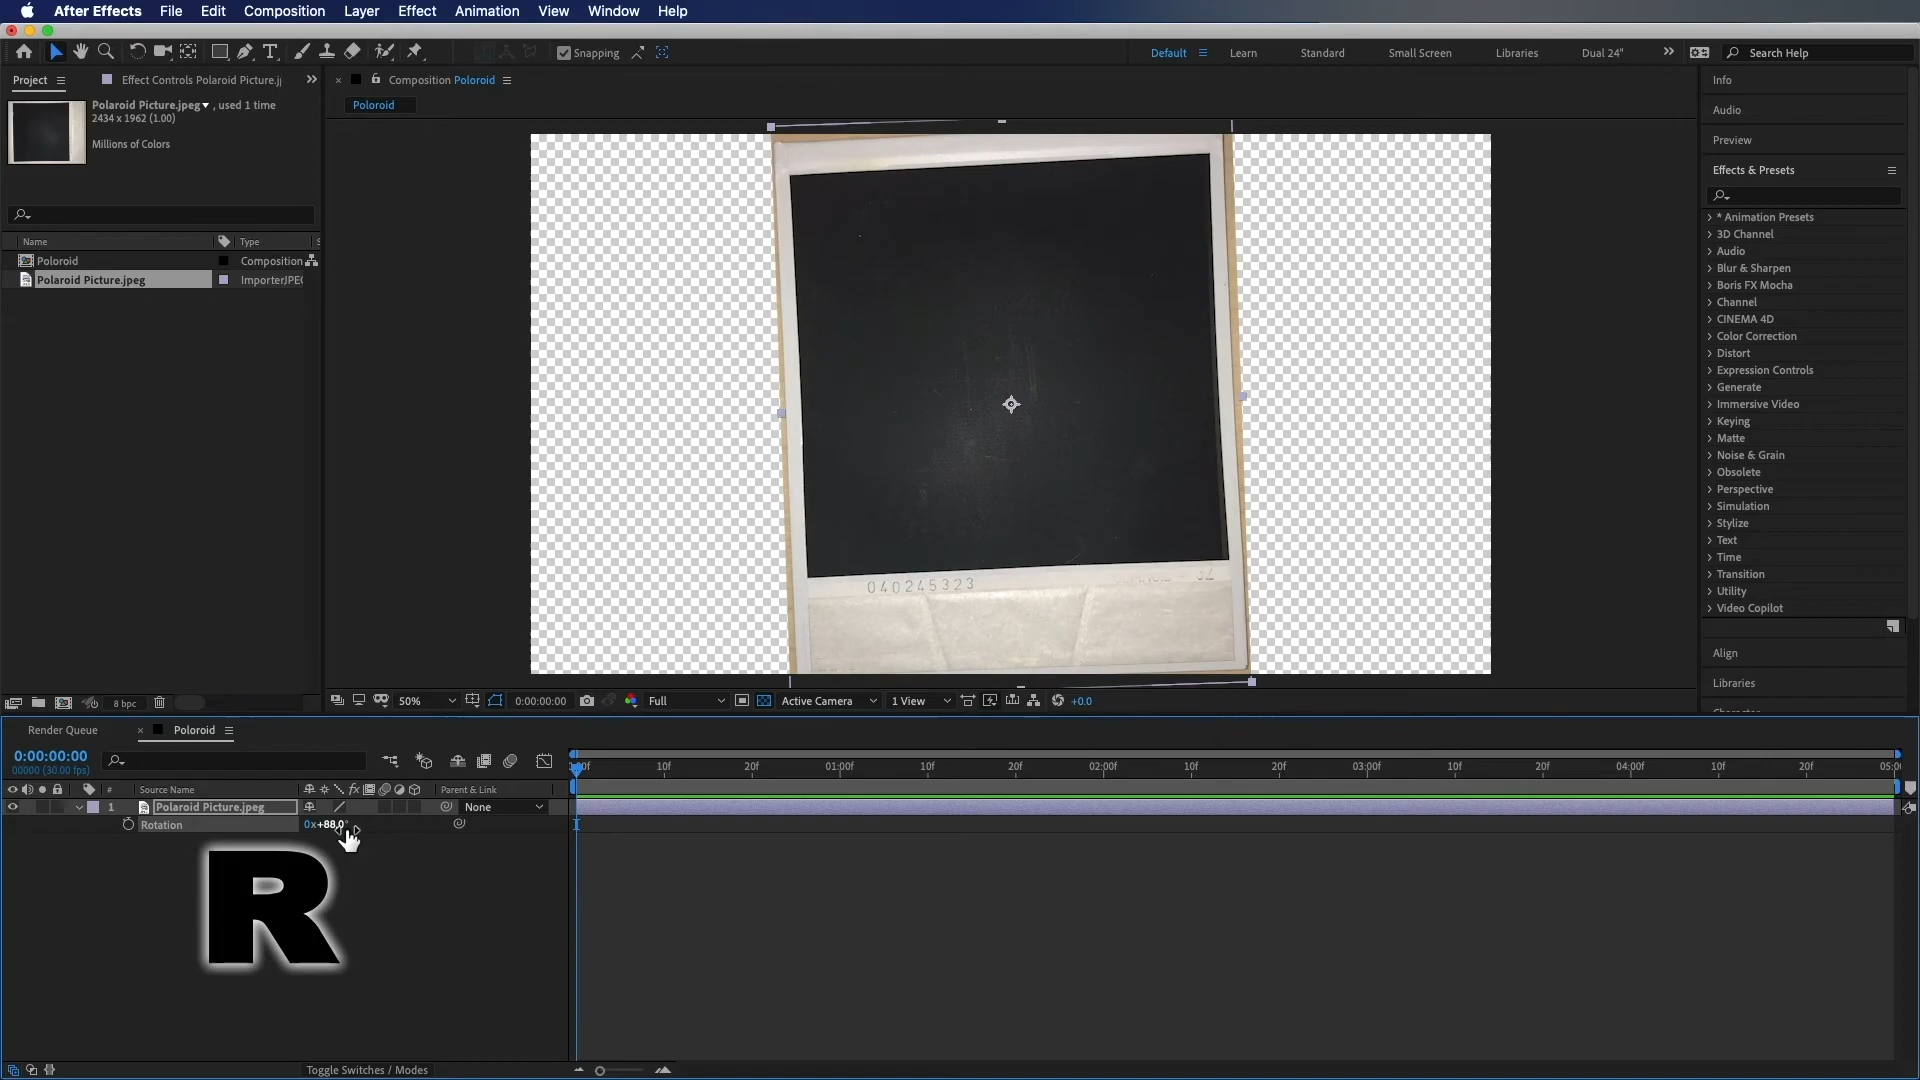 After Effects File Edit Composition Layer Effect Animation View Window Help
Snapping Default Learn Standard Small Screen Libraries Dual 24" Search Help
Project Effect Controls Polaroid Picture.j
Composition Poloroid
Info
Polaroid Picture.jpeg , used 1 time
2434 x 1962 (1.00)
Millions of Colors
Poloroid
Audio
Preview
Effects & Presets
Name Type
Poloroid Composition
Polaroid Picture.jpeg ImporterJPEG
* Animation Presets
3D Channel
Audio
Blur & Sharpen
Boris FX Mocha
Channel
CINEMA 4D
Color Correction
Distort
Expression Controls
Generate
Immersive Video
Keying
Matte
Noise & Grain
Obsolete
Perspective
Simulation
Stylize
Text
Time
Transition
Utility
Video Copilot
040245323
Align
Libraries
8 bpc
50% 0:00:00:00 Full Active Camera 1 View +0.0
Render Queue Poloroid
0:00:00:00
00000 (30.00 fps)
10f 20f 01:00f 10f 20f 02:00f 10f 20f 03:00f 10f 20f 04:00f 10f 20f 05:0
# Source Name Parent & Link
1 Polaroid Picture.jpeg None
Rotation 0x+88.0°
R
Toggle Switches / Modes